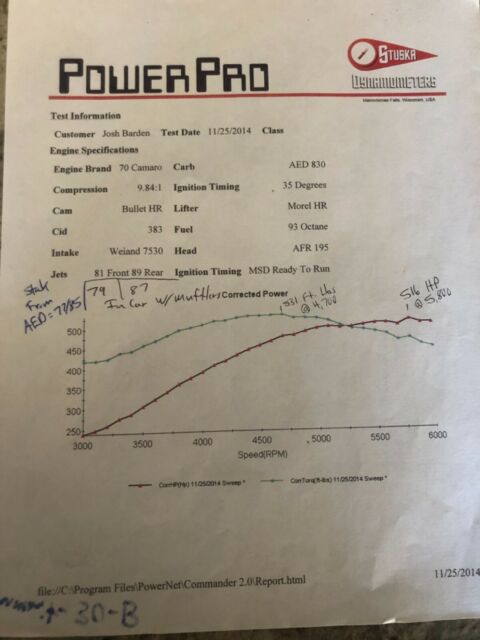 POWERPRO
STUSKA
DYNAMOMETERS
Menomonee Falls, Wisconsin, USA
Test Information
Customer Josh Barden Test Date 11/25/2014 Class
Engine Specifications
Engine Brand 70 Camaro Carb AED 830
Compression 9.84:1 Ignition Timing 35 Degrees
Cam Bullet HR Lifter Morel HR
Cid 383 Fuel 93 Octane
Intake Weiand 7530 Head AFR 195
Jets 81 Front 89 Rear Ignition Timing MSD Ready To Run
From
AED = 77/85
79 87
In Car w/ mufflers
Corrected Power
531 Ft. Lbs
@ 4,700
516 HP
@ 5,800
500
450
400
350
300
250
3000 3500 4000 4500 5000 5500 6000
Speed(RPM)
CorrHP(Hp) 11/25/2014 Sweep * CorrTorq(ft-lbs) 11/25/2014 Sweep *
file://C:\Program Files\PowerNet\Commander 2.0\Report.html
11/25/2014
30-B